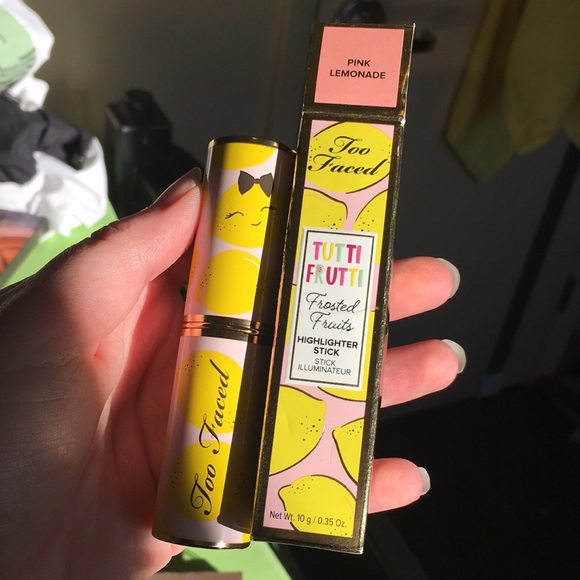 PINK
LEMONADE
Too
Faced
TUTTI
FRUTTI
Frosted
Fruits
HIGHLIGHTER
STICK
STICK
ILLUMINATEUR
Net Wt. 10 g / 0.35 Oz.
Too Faced